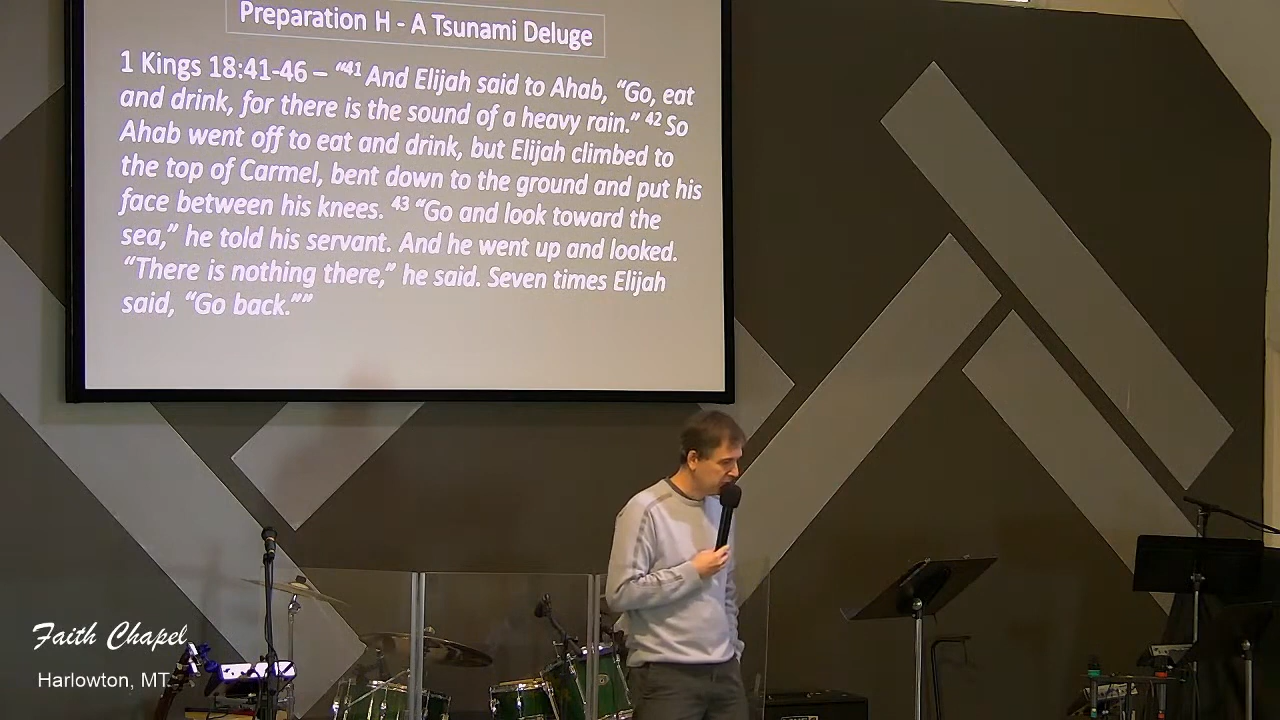 Preparation H - A Tsunami Deluge
1 Kings 18:41-46 – “41 And Elijah said to Ahab, “Go, eat
and drink, for there is the sound of a heavy rain.” 42 So
Ahab went off to eat and drink, but Elijah climbed to
the top of Carmel, bent down to the ground and put his
face between his knees. 43 “Go and look toward the
sea,” he told his servant. And he went up and looked.
“There is nothing there,” he said. Seven times Elijah
said, “Go back.””
Faith Chapel
Harlowton, MT.